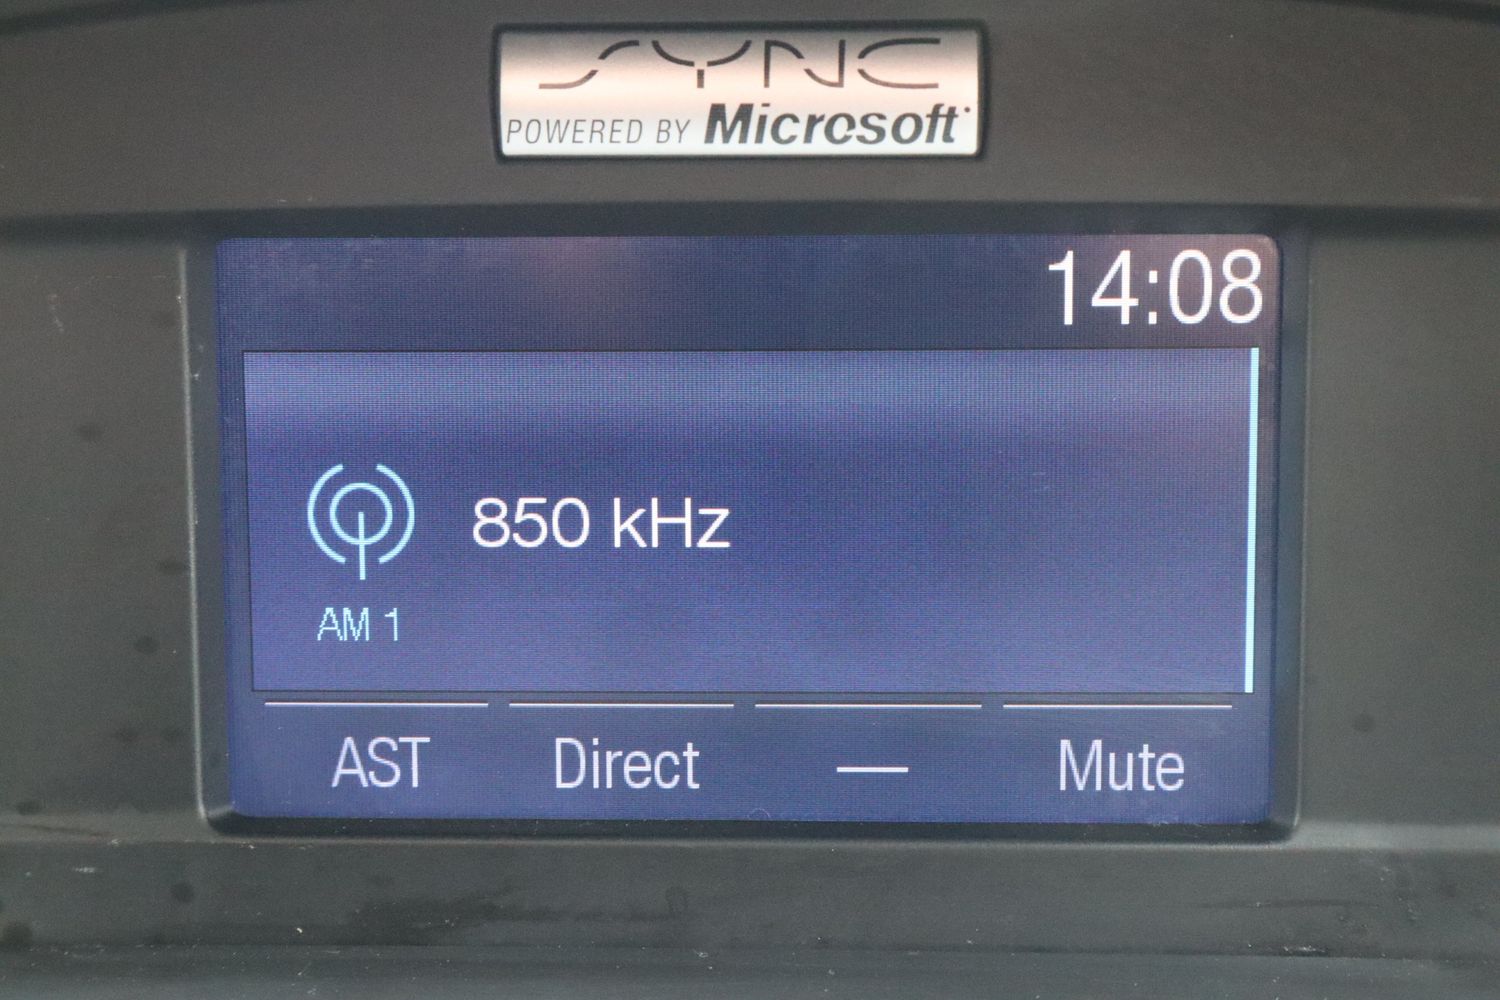 SYNC
POWERED BY Microsoft
14:08
850 kHz
AM 1
AST Direct — Mute